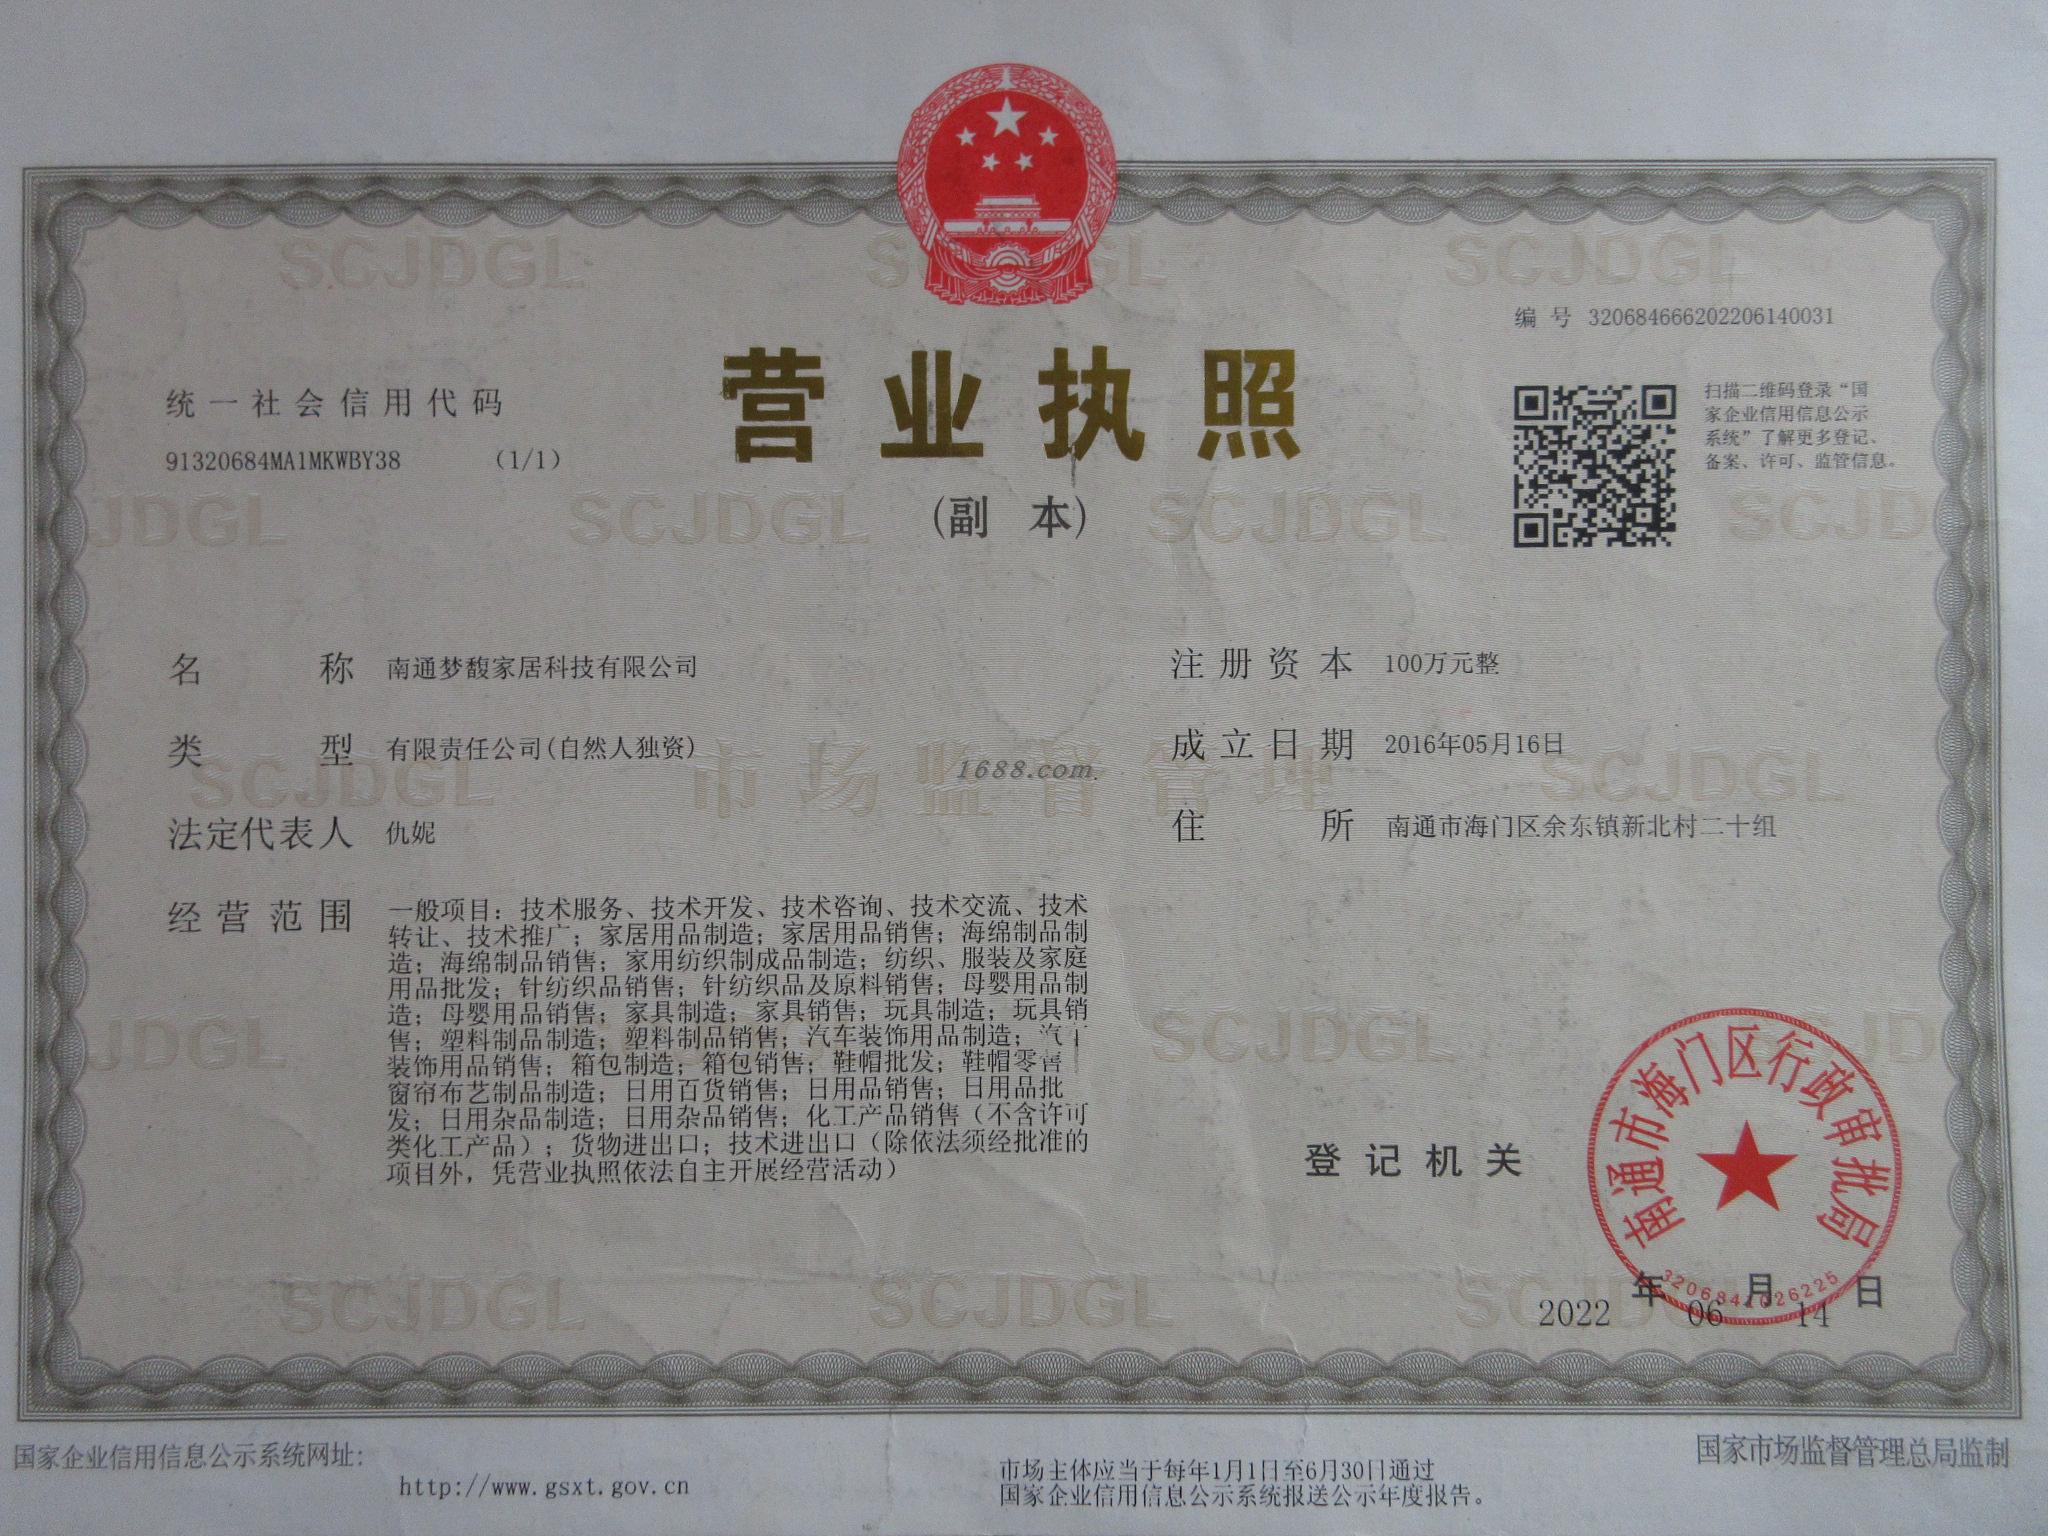 编 号 320684666202206140031
统一社会信用代码
91320684MA1MKWBY38 (1/1)
营业执照
(副 本)
扫描二维码登录“国
家企业信用信息公示
系统”了解更多登记、
备案、许可、监管信息。
名 称 南通梦馥家居科技有限公司
类 型 有限责任公司(自然人独资)
法定代表人 仇妮
经营范围 一般项目：技术服务、技术开发、技术咨询、技术交流、技术
转让、技术推广；家居用品制造；家居用品销售；海绵制品制
造；海绵制品销售；家用纺织制成品制造；纺织、服装及家庭
用品批发；针纺织品销售；针纺织品及原料销售；母婴用品制
造；母婴用品销售；家具制造；家具销售；玩具制造；玩具销
售；塑料制品制造；塑料制品销售；汽车装饰用品制造；汽
装饰用品销售；箱包制造；箱包销售；鞋帽批发；鞋帽零售
窗帘布艺制品制造；日用百货销售；日用品销售；日用品批
发；日用杂品制造；日用杂品销售；化工产品销售（不含许可
类化工产品）；货物进出口；技术进出口（除依法须经批准的
项目外，凭营业执照依法自主开展经营活动）
注册资本 100万元整
成立日期 2016年05月16日
住 所 南通市海门区余东镇新北村二十组
SCJDGL
市场监督管理
1688.com
登记机关
南通市海门区行政审批局
3206841026225
2022 年 06 月 14 日
国家企业信用信息公示系统网址：
http://www.gsxt.gov.cn
市场主体应当于每年1月1日至6月30日通过
国家企业信用信息公示系统报送公示年度报告。
国家市场监督管理总局监制